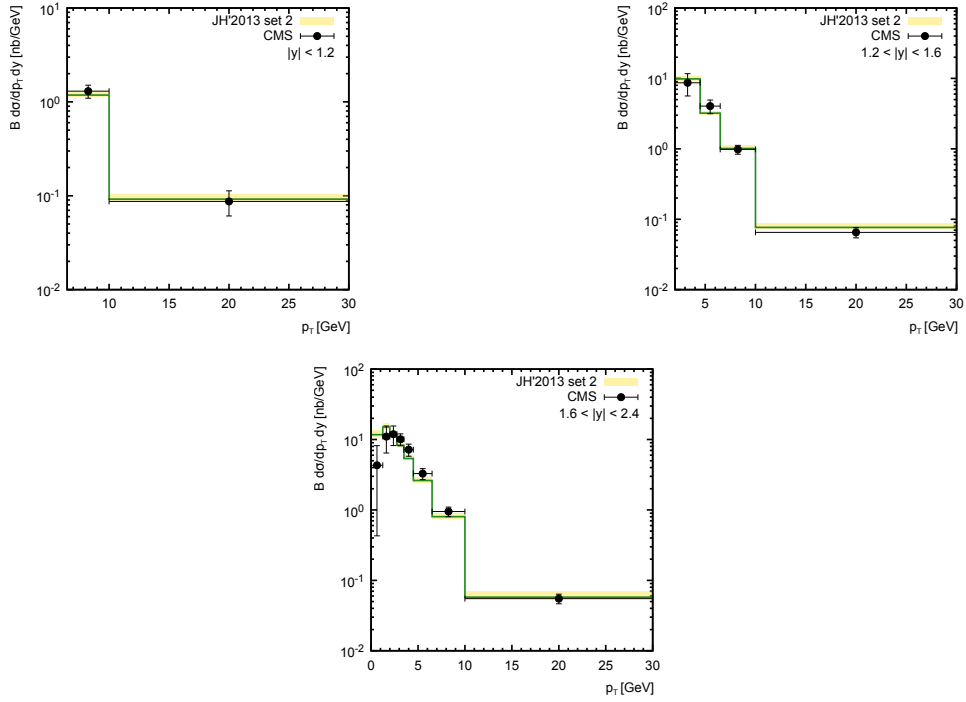 B dσ/dp_T dy [nb/GeV]
10^1
10^0
10^-1
10^-2
JH'2013 set 2
CMS
|y| < 1.2
10 15 20 25 30
p_T [GeV]
B dσ/dp_T dy [nb/GeV]
10^2
10^1
10^0
10^-1
10^-2
JH'2013 set 2
CMS
1.2 < |y| < 1.6
5 10 15 20 25 30
p_T [GeV]
B dσ/dp_T dy [nb/GeV]
10^2
10^1
10^0
10^-1
10^-2
JH'2013 set 2
CMS
1.6 < |y| < 2.4
0 5 10 15 20 25 30
p_T [GeV]